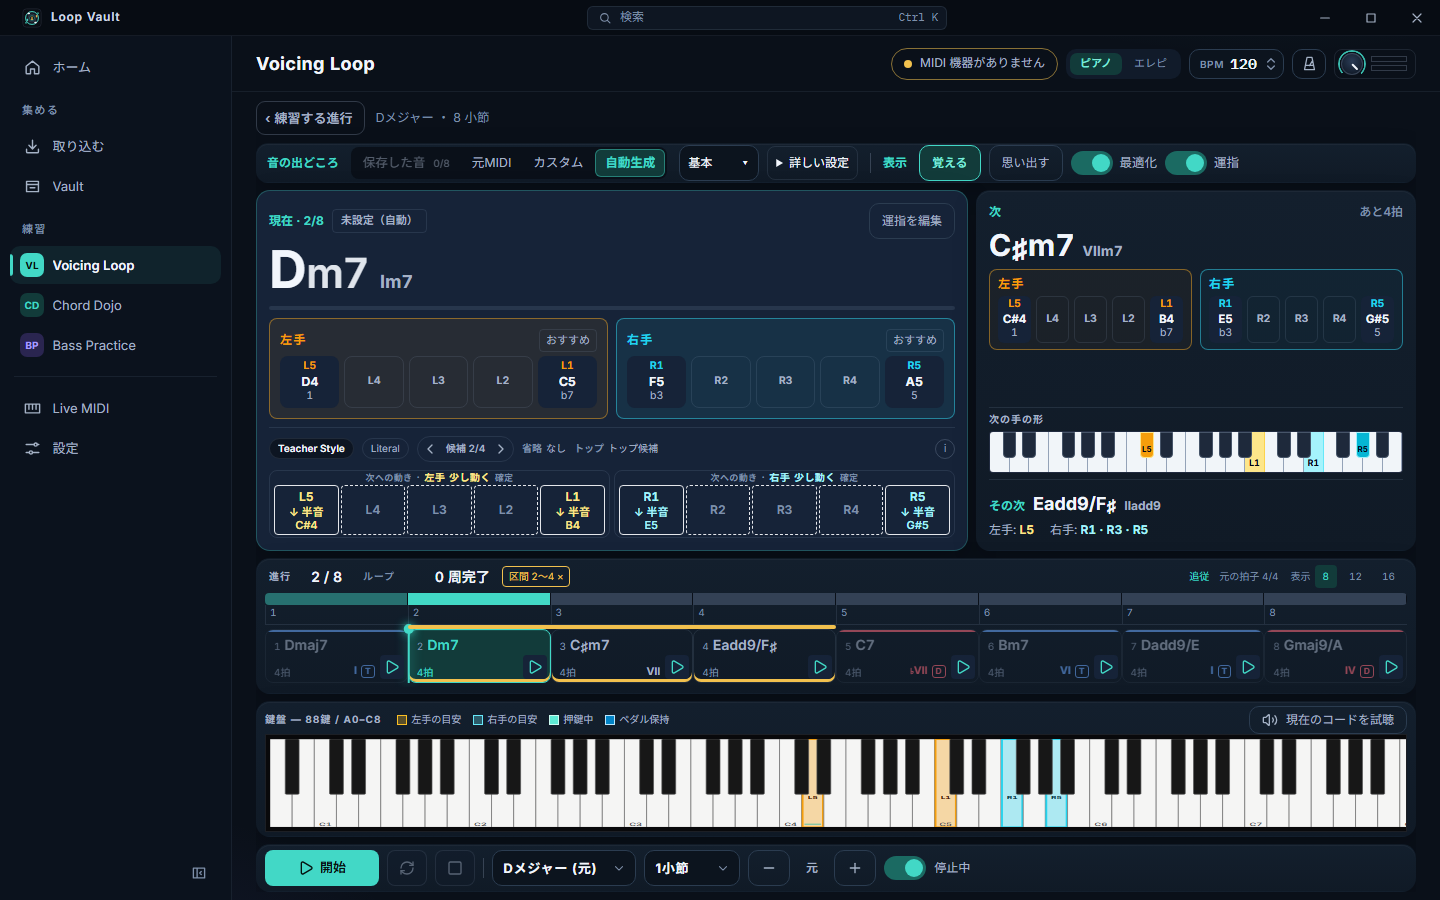 Loop Vault
検索
Ctrl K
ホーム
集める
取り込む
Vault
練習
VL Voicing Loop
CD Chord Dojo
BP Bass Practice
Live MIDI
設定
Voicing Loop
MIDI 機器がありません
ピアノ エレピ
BPM 120
‹ 練習する進行
Dメジャー ・ 8 小節
音の出どころ 保存した音 0/8 元MIDI カスタム 自動生成 基本 詳しい設定 表示 覚える 思い出す 最適化 運指
現在 · 2/8 未設定（自動） 運指を編集
Dm7 Im7
左手 おすすめ
L5 D4 1
L4
L3
L2
L1 C5 b7
右手 おすすめ
R1 F5 b3
R2
R3
R4
R5 A5 5
Teacher Style Literal 候補 2/4 省略 なし トップ トップ候補
次への動き · 左手 少し動く 確定
L5 ↓ 半音 C#4
L4
L3
L2
L1 ↓ 半音 B4
次への動き · 右手 少し動く 確定
R1 ↓ 半音 E5
R2
R3
R4
R5 ↓ 半音 G#5
次 あと4拍
C♯m7 VIIm7
左手
L5 C#4 1
L4
L3
L2
L1 B4 b7
右手
R1 E5 b3
R2
R3
R4
R5 G#5 5
次の手の形
L5 L1 R1 R5
その次 Eadd9/F♯ IIadd9
左手: L5 右手: R1 · R3 · R5
進行 2 / 8 ループ 0 周完了 区間 2〜4 ×
追従 元の拍子 4/4 表示 8 12 16
1 2 3 4 5 6 7 8
1 Dmaj7 4拍 I T
2 Dm7 4拍
3 C♯m7 4拍 VII
4 Eadd9/F♯ 4拍
5 C7 4拍 ♭VII D
6 Bm7 4拍 VI T
7 Dadd9/E 4拍 I T
8 Gmaj9/A 4拍 IV D
鍵盤 — 88鍵 / A0–C8 左手の目安 右手の目安 押鍵中 ペダル保持
現在のコードを試聴
L5 L1 R1 R5
C1 C2 C3 C4 C5 C6 C7
開始
Dメジャー (元)
1小節
− 元 +
停止中